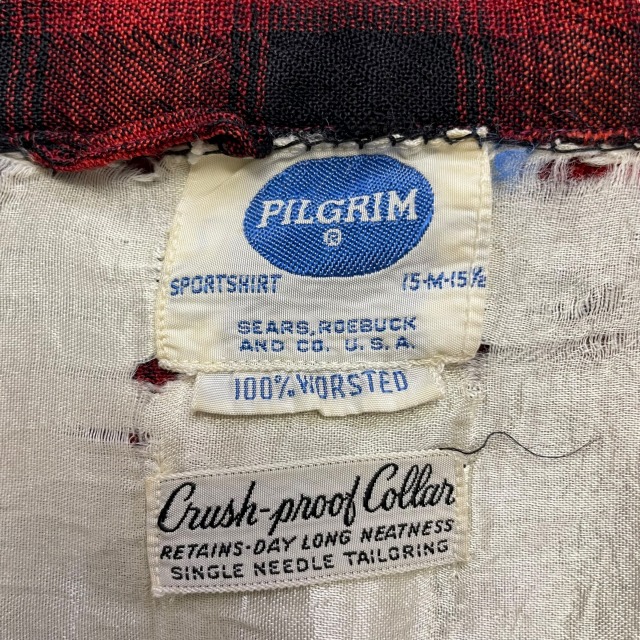 PILGRIM
®
SPORTSHIRT 15-M-15½
SEARS, ROEBUCK
AND CO. U.S.A.
100% WORSTED
Crush-proof Collar
RETAINS-DAY LONG NEATNESS
SINGLE NEEDLE TAILORING